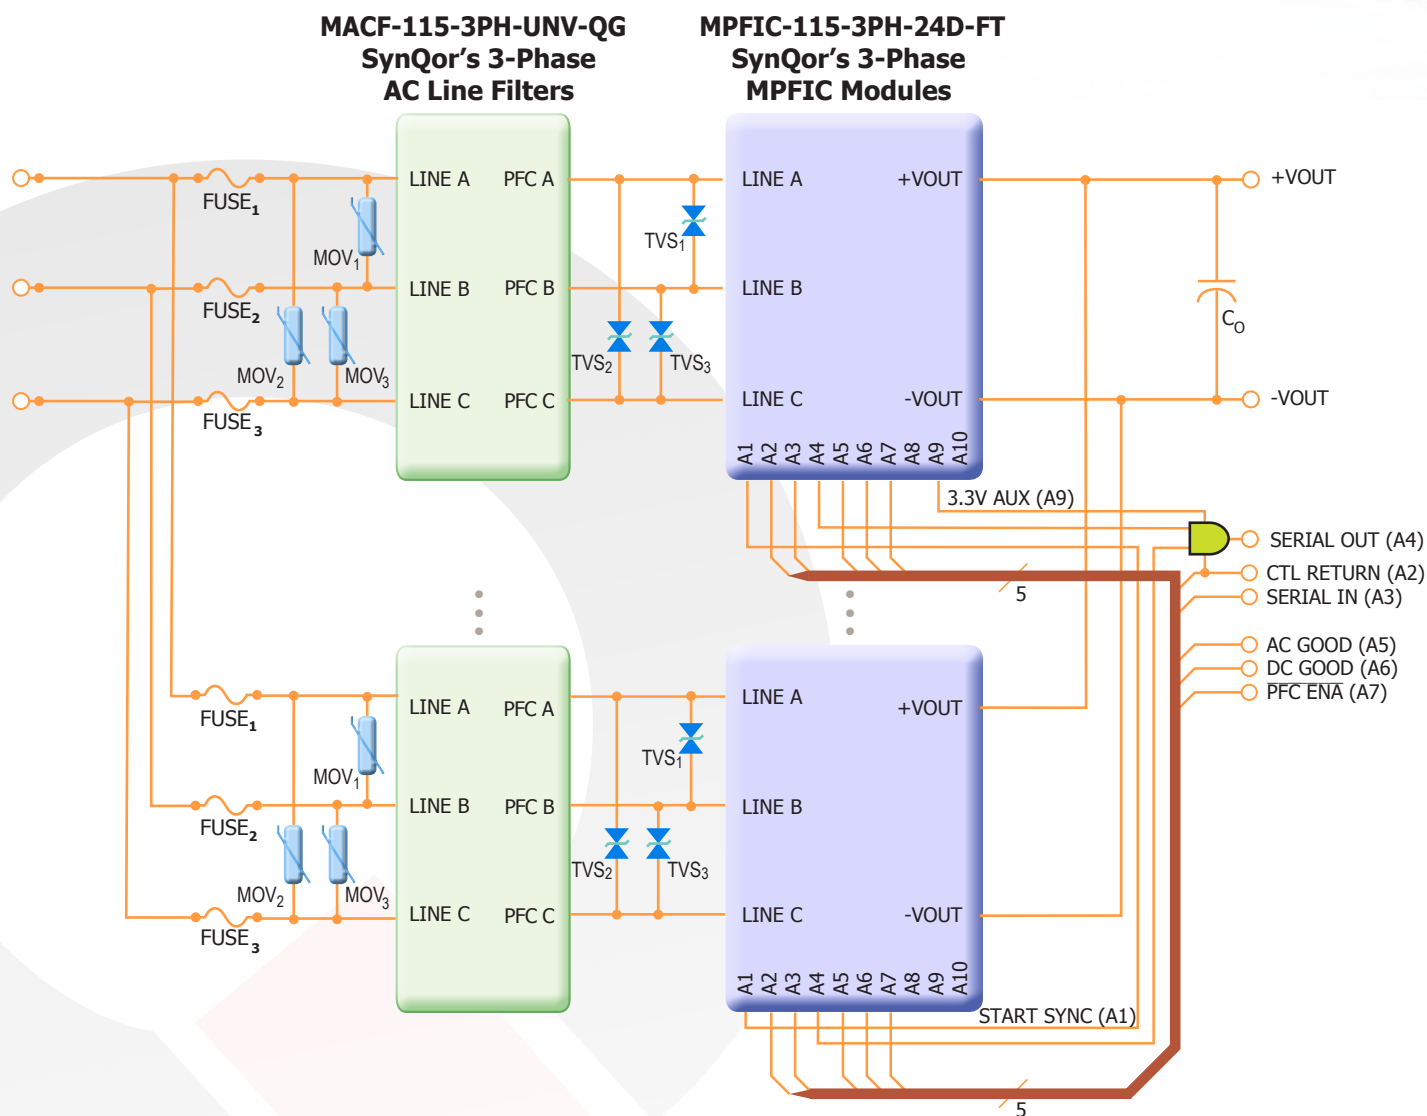 MACF-115-3PH-UNV-QG
SynQor's 3-Phase
AC Line Filters
MPFIC-115-3PH-24D-FT
SynQor's 3-Phase
MPFIC Modules
LINE A PFC A
LINE A +VOUT
+VOUT
FUSE1
MOV1
TVS1
LINE B PFC B
LINE B
FUSE2
CO
MOV2
MOV3
TVS2
TVS3
LINE C PFC C
LINE C -VOUT
-VOUT
FUSE3
A1 A2 A3 A4 A5 A6 A7 A8 A9 A10
3.3V AUX (A9)
SERIAL OUT (A4)
CTL RETURN (A2)
5
SERIAL IN (A3)
AC GOOD (A5)
DC GOOD (A6)
PFC ENA (A7)
LINE A PFC A
LINE A +VOUT
FUSE1
MOV1
TVS1
LINE B PFC B
LINE B
FUSE2
MOV2
MOV3
TVS2
TVS3
LINE C PFC C
LINE C -VOUT
FUSE3
A1 A2 A3 A4 A5 A6 A7 A8 A9 A10
START SYNC (A1)
5